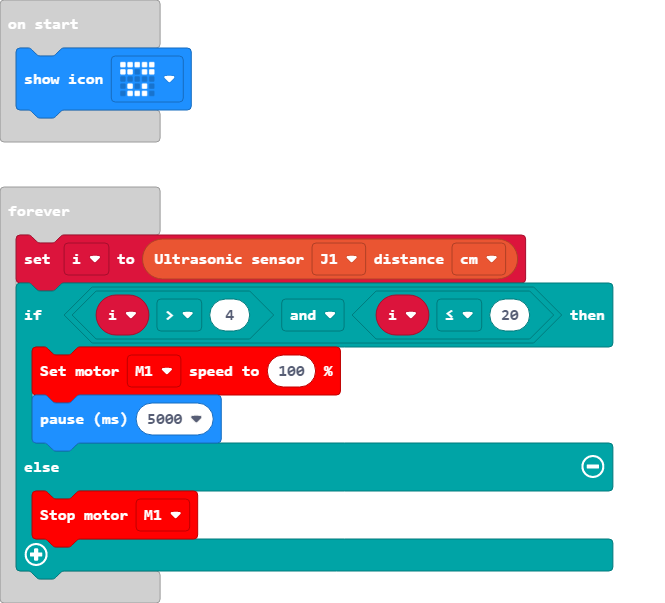 on start
show icon
forever
set i to Ultrasonic sensor J1 distance cm
if i > 4 and i ≤ 20 then
Set motor M1 speed to 100 %
pause (ms) 5000
else
Stop motor M1